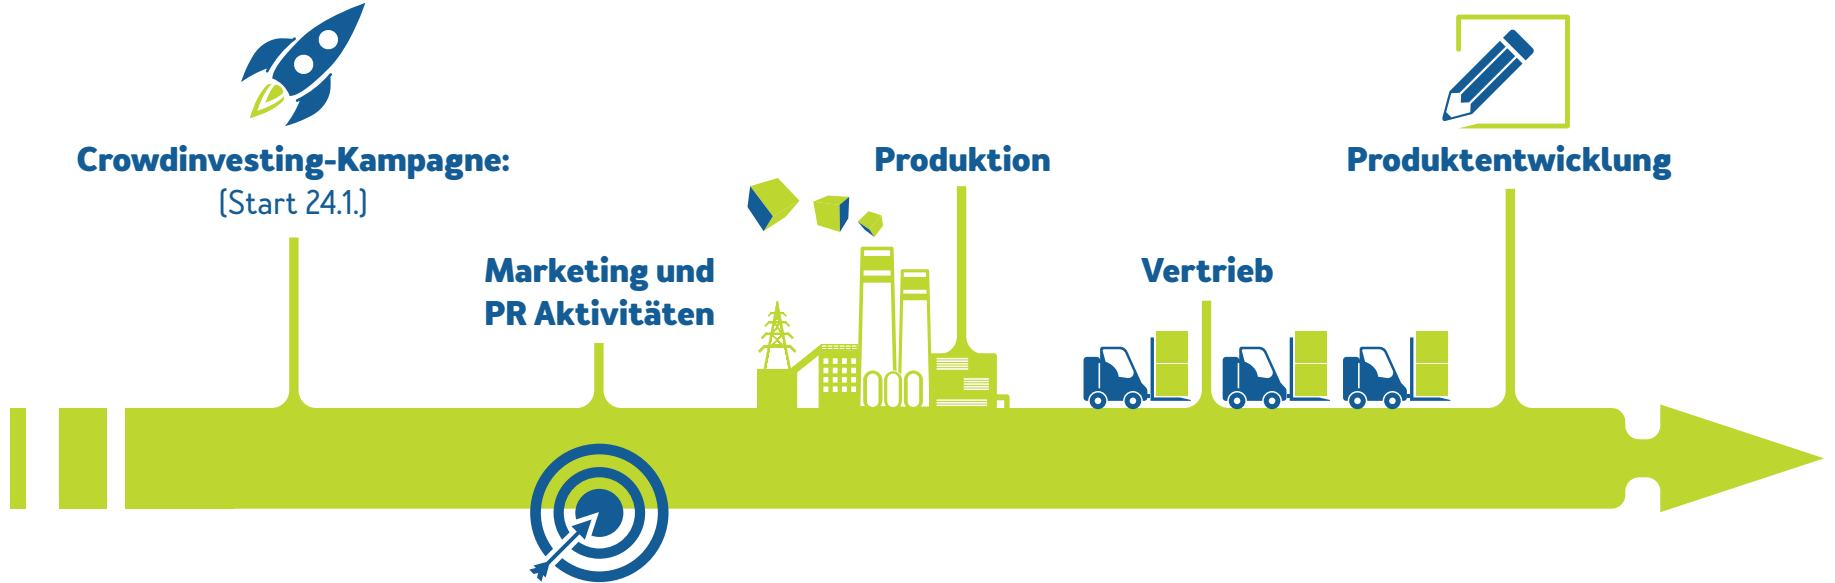 Crowdinvesting-Kampagne:
(Start 24.1.)
Marketing und
PR Aktivitäten
Produktion
Vertrieb
Produktentwicklung